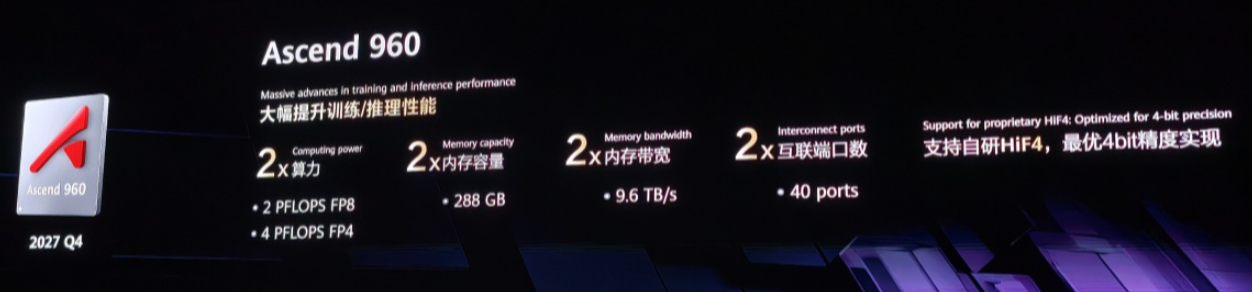 Ascend 960
Massive advances in training and inference performance
大幅提升训练/推理性能
2x Computing power
算力
• 2 PFLOPS FP8
• 4 PFLOPS FP4
2x Memory capacity
内存容量
• 288 GB
2x Memory bandwidth
内存带宽
• 9.6 TB/s
2x Interconnect ports
互联端口数
• 40 ports
Support for proprietary HiF4: Optimized for 4-bit precision
支持自研HiF4，最优4bit精度实现
Ascend 960
2027 Q4